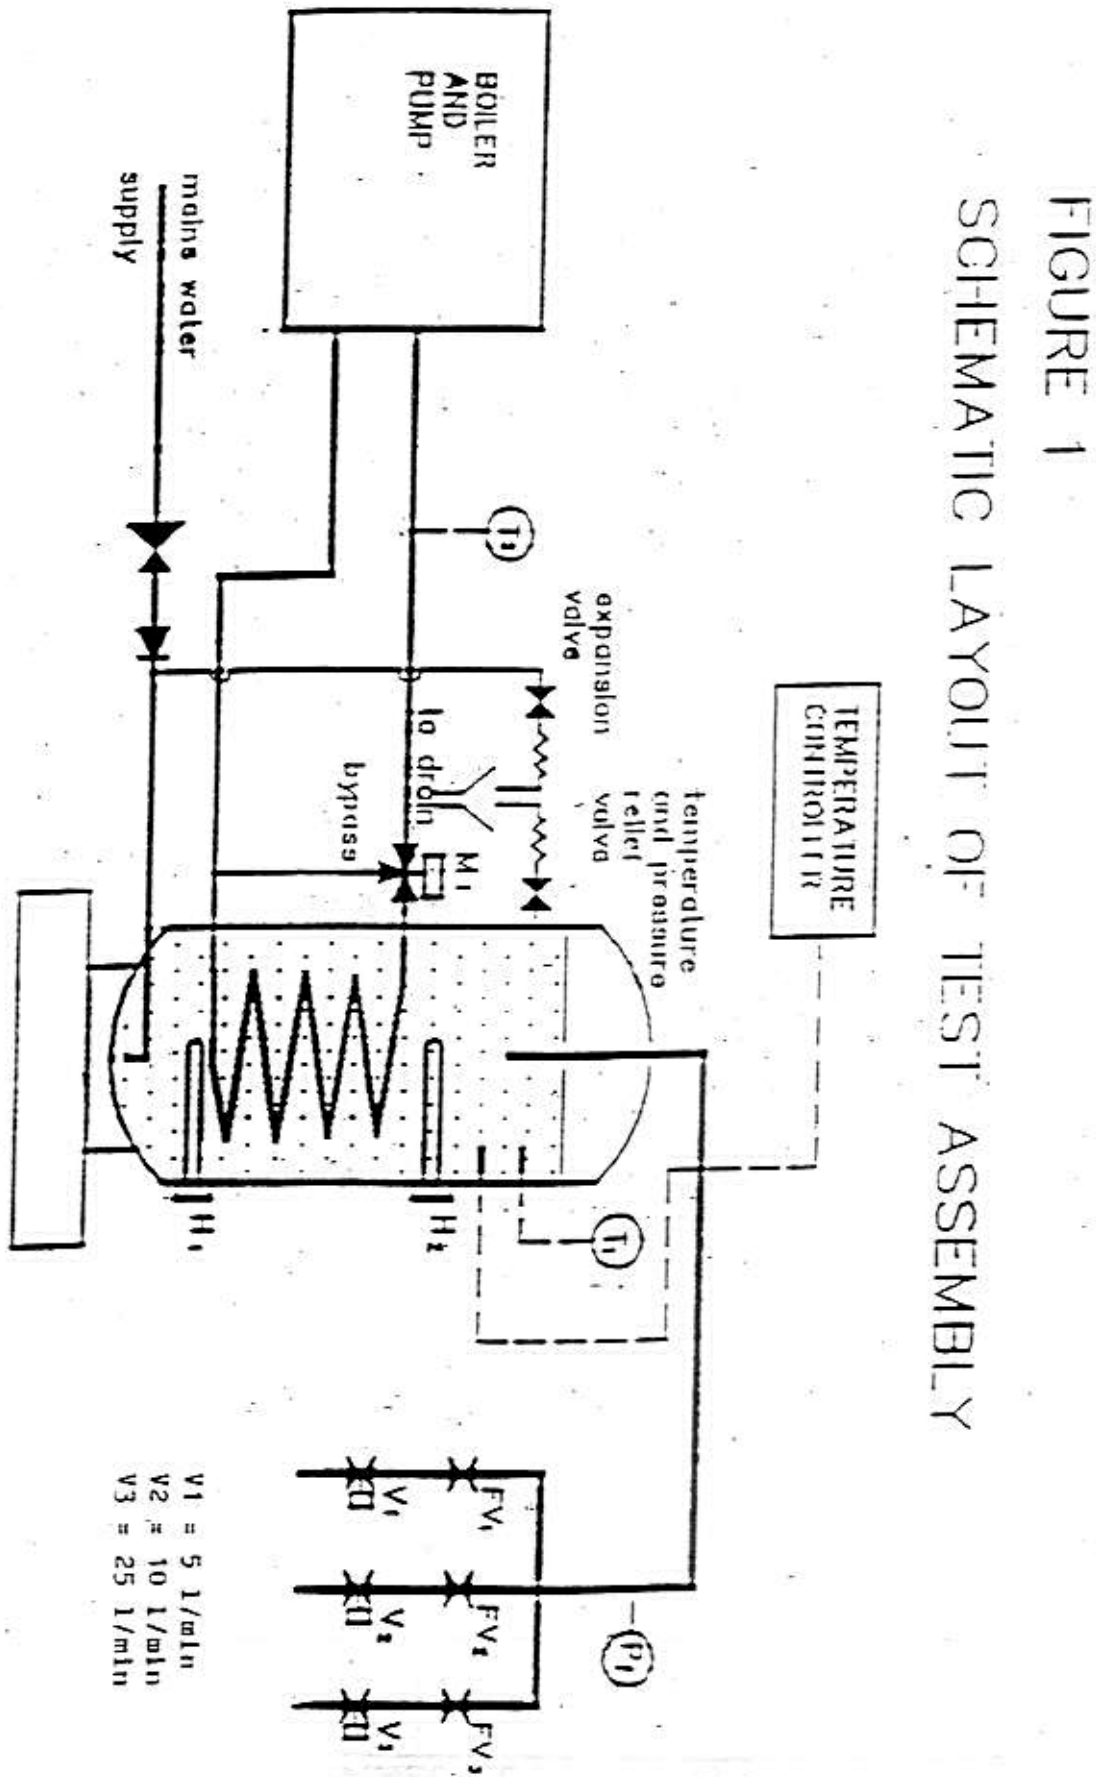 FIGURE 1
SCHEMATIC LAYOUT OF TEST ASSEMBLY
TEMPERATURE
CONTROLLER
BOILER
AND
PUMP
T2
expansion
valve
temperature
and pressure
relief
valve
to drain
M1
bypass
mains water
supply
T1
H2
H1
P1
FV1
FV2
FV3
V1
V2
V3
V1 = 5 l/min
V2 = 10 l/min
V3 = 25 l/min